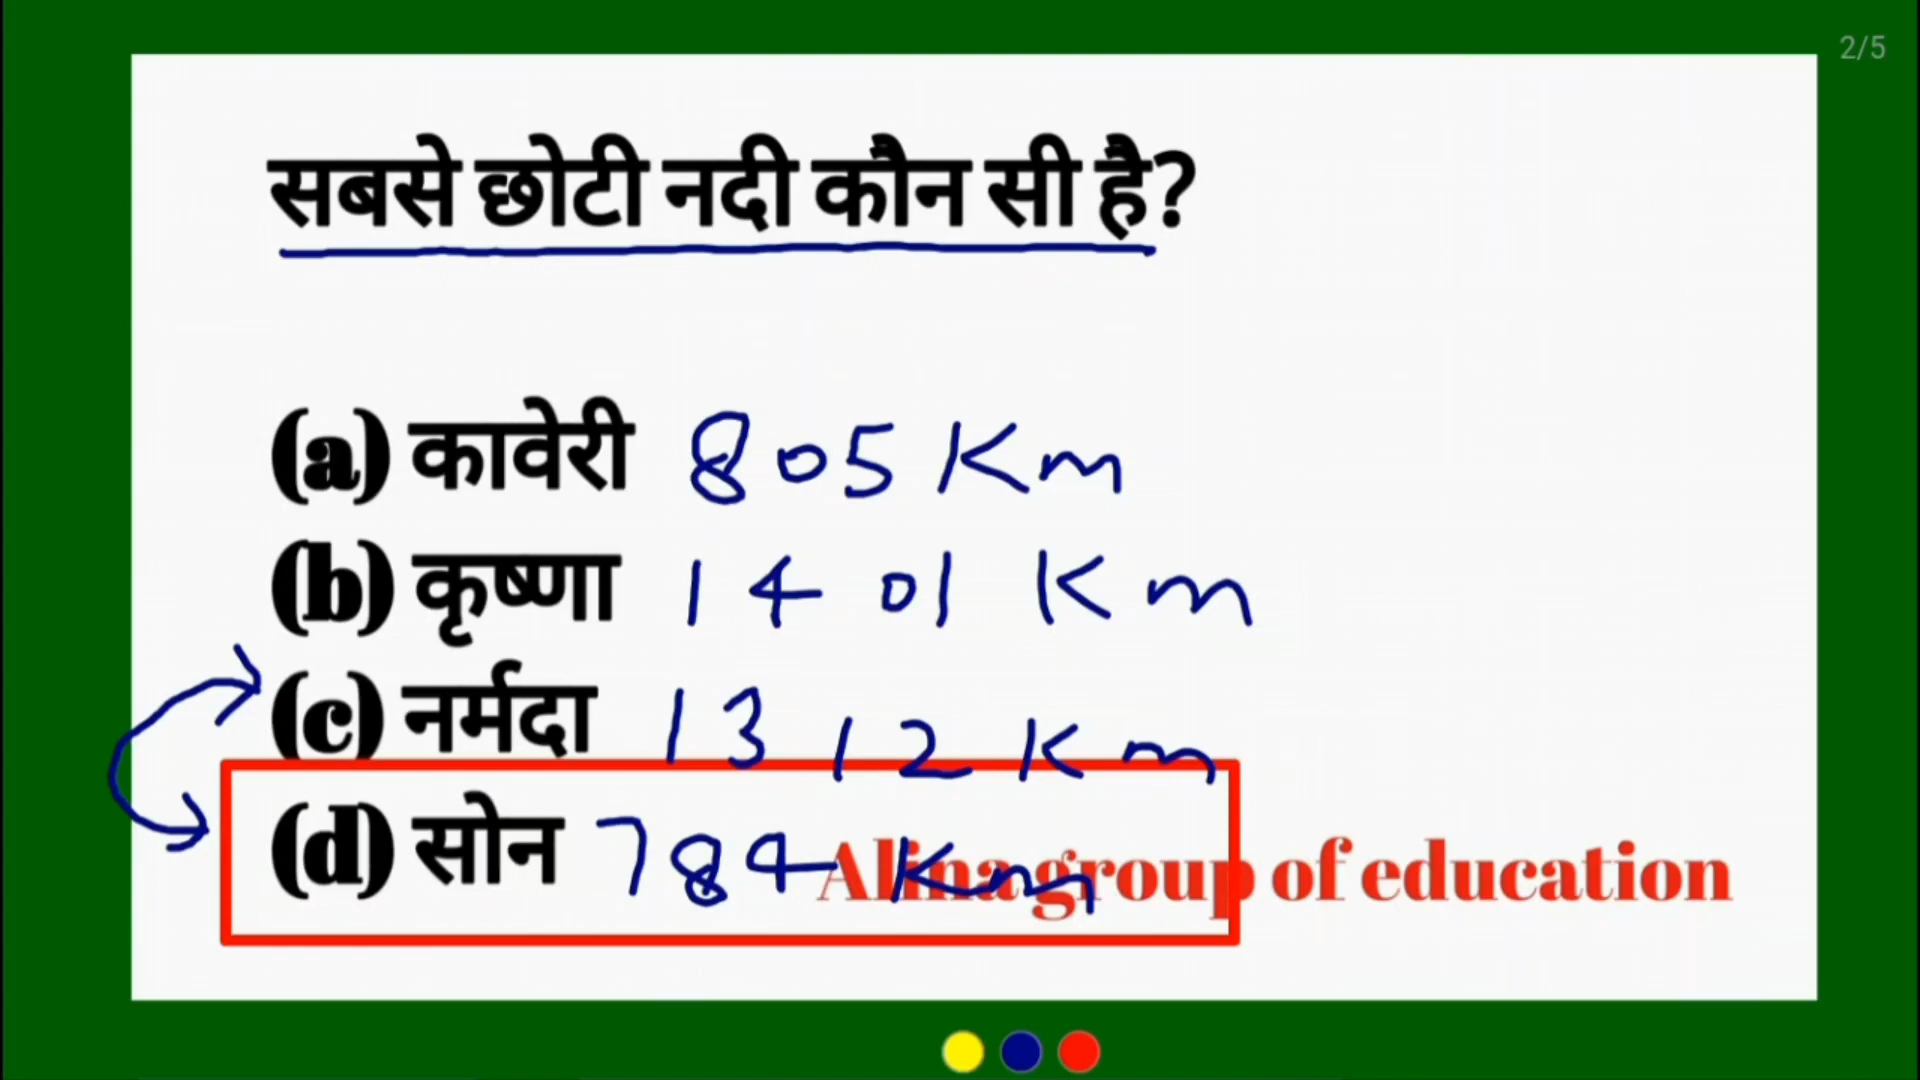 2/5
सबसे छोटी नदी कौन सी है?
(a) कावेरी 805 Km
(b) कृष्णा 1401 Km
(c) नर्मदा 1312 Km
(d) सोन 784 Km
Alina group of education